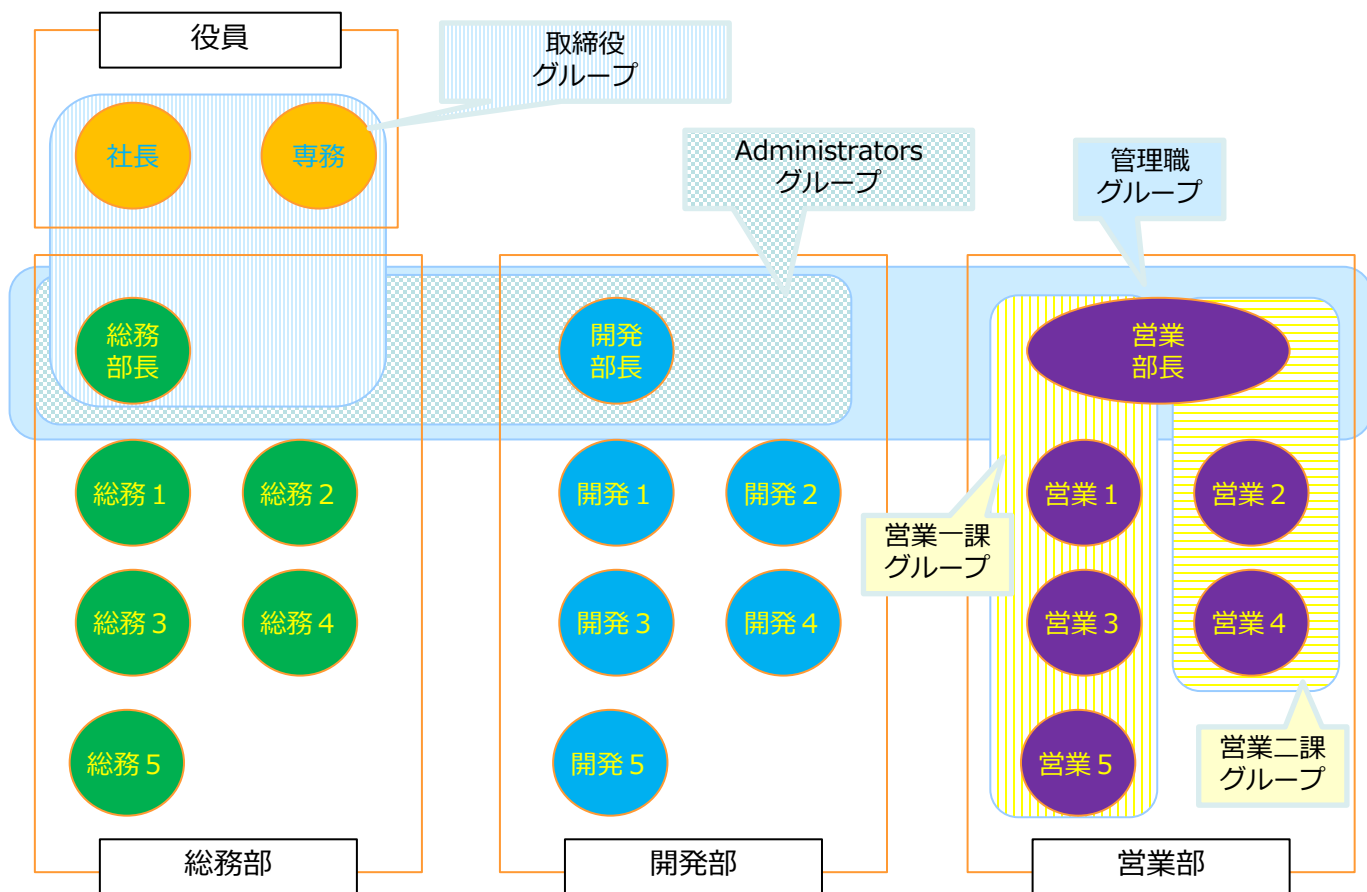 役員
取締役
グループ
社長
専務
Administrators
グループ
管理職
グループ
総務
部長
開発
部長
営業
部長
総務１
総務２
開発１
開発２
営業１
営業２
営業一課
グループ
総務３
総務４
開発３
開発４
営業３
営業４
総務５
開発５
営業５
営業二課
グループ
総務部
開発部
営業部